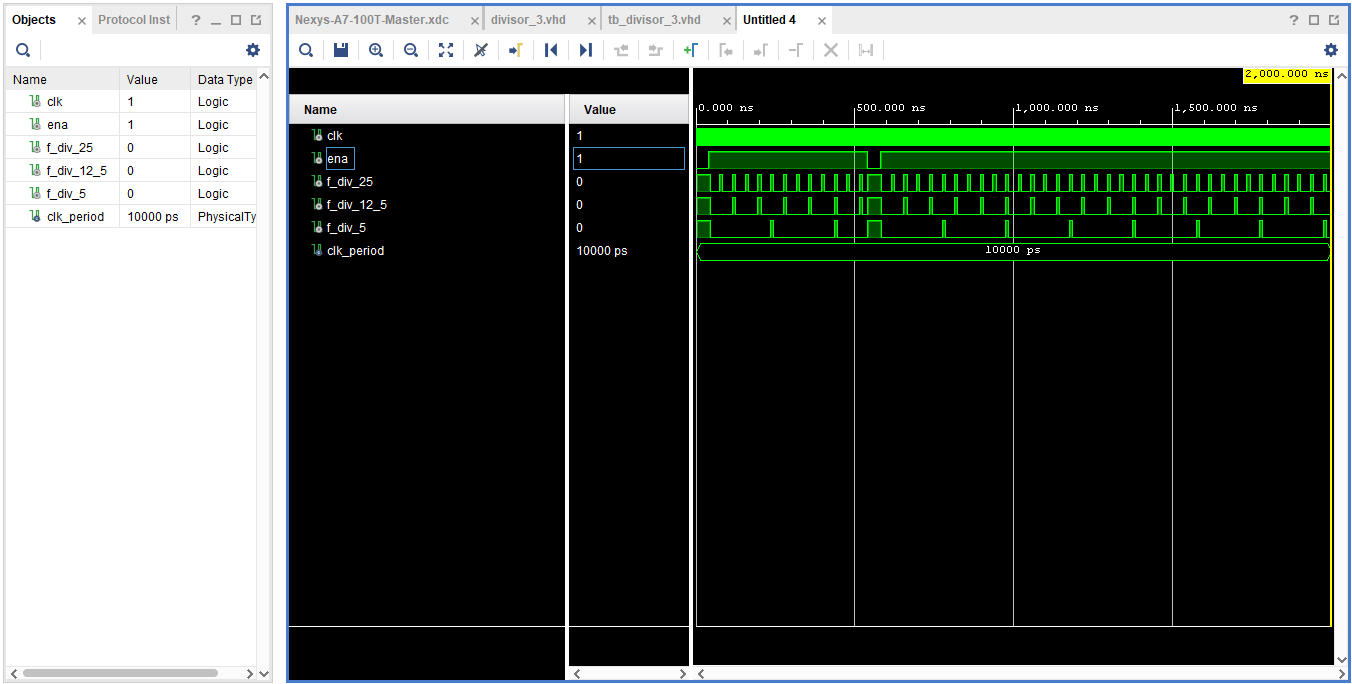 Objects
Protocol Inst
Name Value Data Type
clk 1 Logic
ena 1 Logic
f_div_25 0 Logic
f_div_12_5 0 Logic
f_div_5 0 Logic
clk_period 10000 ps PhysicalTy
Nexys-A7-100T-Master.xdc
divisor_3.vhd
tb_divisor_3.vhd
Untitled 4
2,000.000 ns
Name Value
0.000 ns 500.000 ns 1,000.000 ns 1,500.000 ns
clk 1
ena 1
f_div_25 0
f_div_12_5 0
f_div_5 0
clk_period 10000 ps 10000 ps